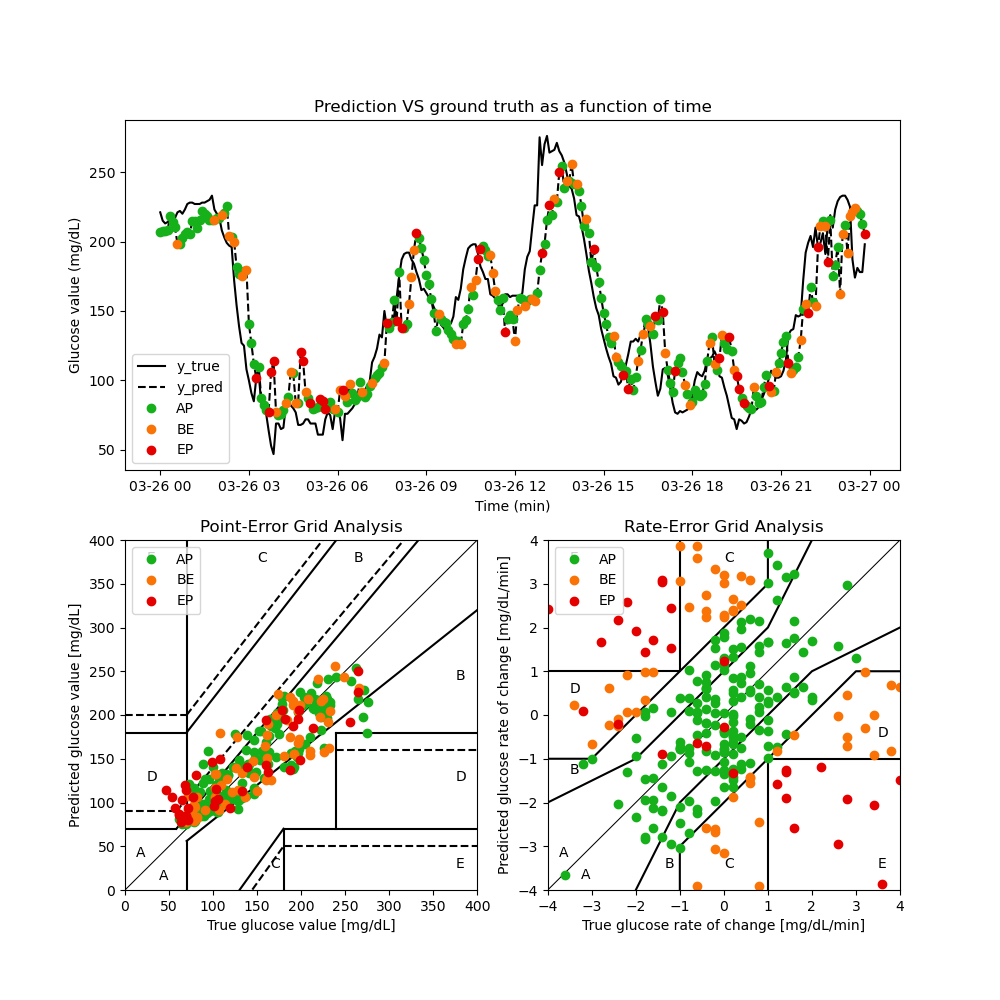 Prediction VS ground truth as a function of time
Glucose value (mg/dL)
250
200
150
100
50
y_true
y_pred
AP
BE
EP
03-26 00 03-26 03 03-26 06 03-26 09 03-26 12 03-26 15 03-26 18 03-26 21 03-27 00
Time (min)
Point-Error Grid Analysis
Predicted glucose value [mg/dL]
400
350
300
250
200
150
100
50
0
AP
BE
EP
C
B
B
D
D
A
A
C
E
0 50 100 150 200 250 300 350 400
True glucose value [mg/dL]
Rate-Error Grid Analysis
Predicted glucose rate of change [mg/dL/min]
4
3
2
1
0
−1
−2
−3
−4
AP
BE
EP
C
D
D
B
A
A
B
C
E
−4 −3 −2 −1 0 1 2 3 4
True glucose rate of change [mg/dL/min]